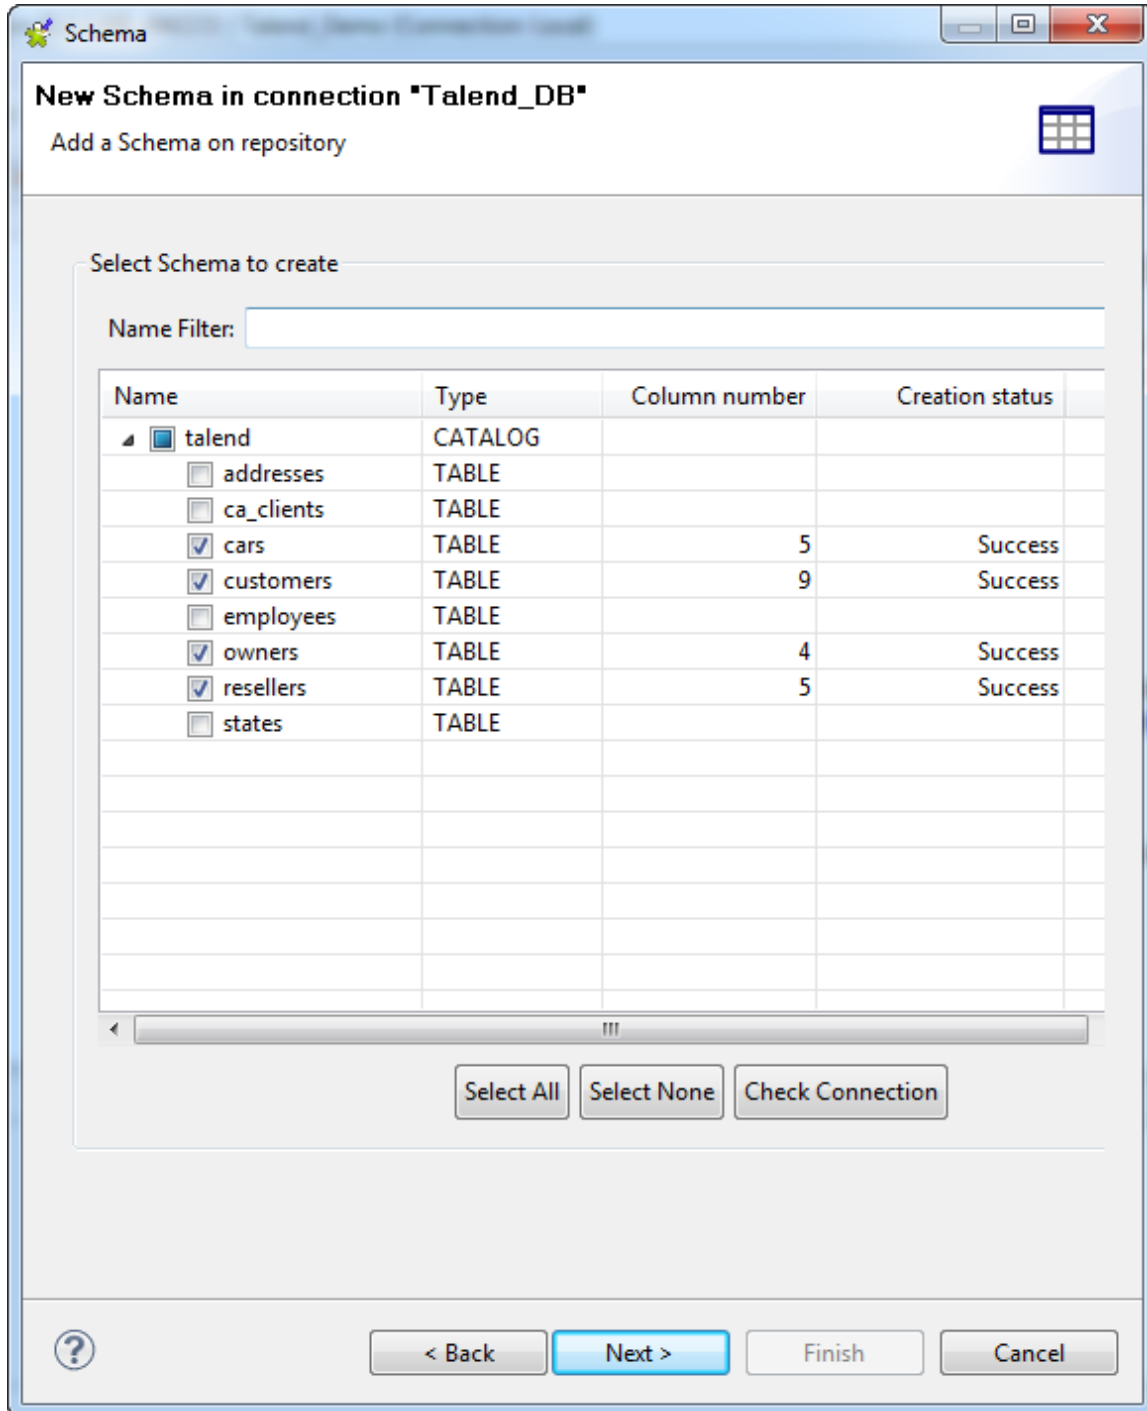 Schema
New Schema in connection "Talend_DB"
Add a Schema on repository
Select Schema to create
Name Filter:
Name Type Column number Creation status
talend CATALOG
addresses TABLE
ca_clients TABLE
cars TABLE 5 Success
customers TABLE 9 Success
employees TABLE
owners TABLE 4 Success
resellers TABLE 5 Success
states TABLE
Select All Select None Check Connection
? < Back Next > Finish Cancel